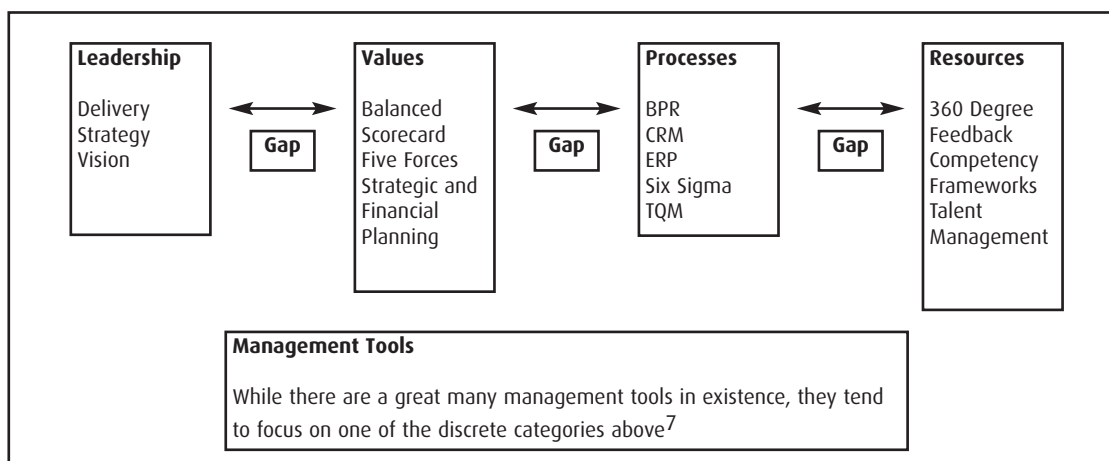 Leadership
Delivery
Strategy
Vision
Gap
Values
Balanced
Scorecard
Five Forces
Strategic and
Financial
Planning
Gap
Processes
BPR
CRM
ERP
Six Sigma
TQM
Gap
Resources
360 Degree
Feedback
Competency
Frameworks
Talent
Management
Management Tools
While there are a great many management tools in existence, they tend
to focus on one of the discrete categories above7